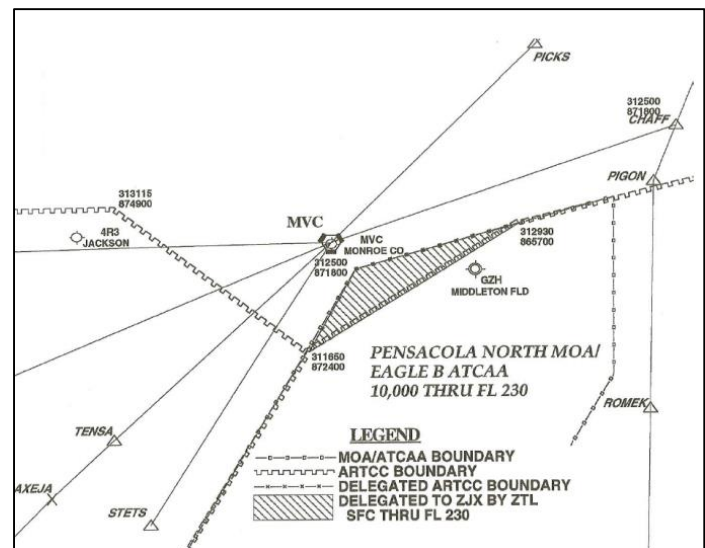 PICKS
312500
871800
CHAFF
PIGON
313115
874900
4R3
JACKSON
MVC
MVC
MONROE CO.
312500
871800
312930
865700
GZH
MIDDLETON FLD
311650
872400
PENSACOLA NORTH MOA/
EAGLE B ATCAA
10,000 THRU FL 230
ROMEK
TENSA
AXEJA
STETS
LEGEND
MOA/ATCAA BOUNDARY
ARTCC BOUNDARY
DELEGATED ARTCC BOUNDARY
DELEGATED TO ZJX BY ZTL
SFC THRU FL 230